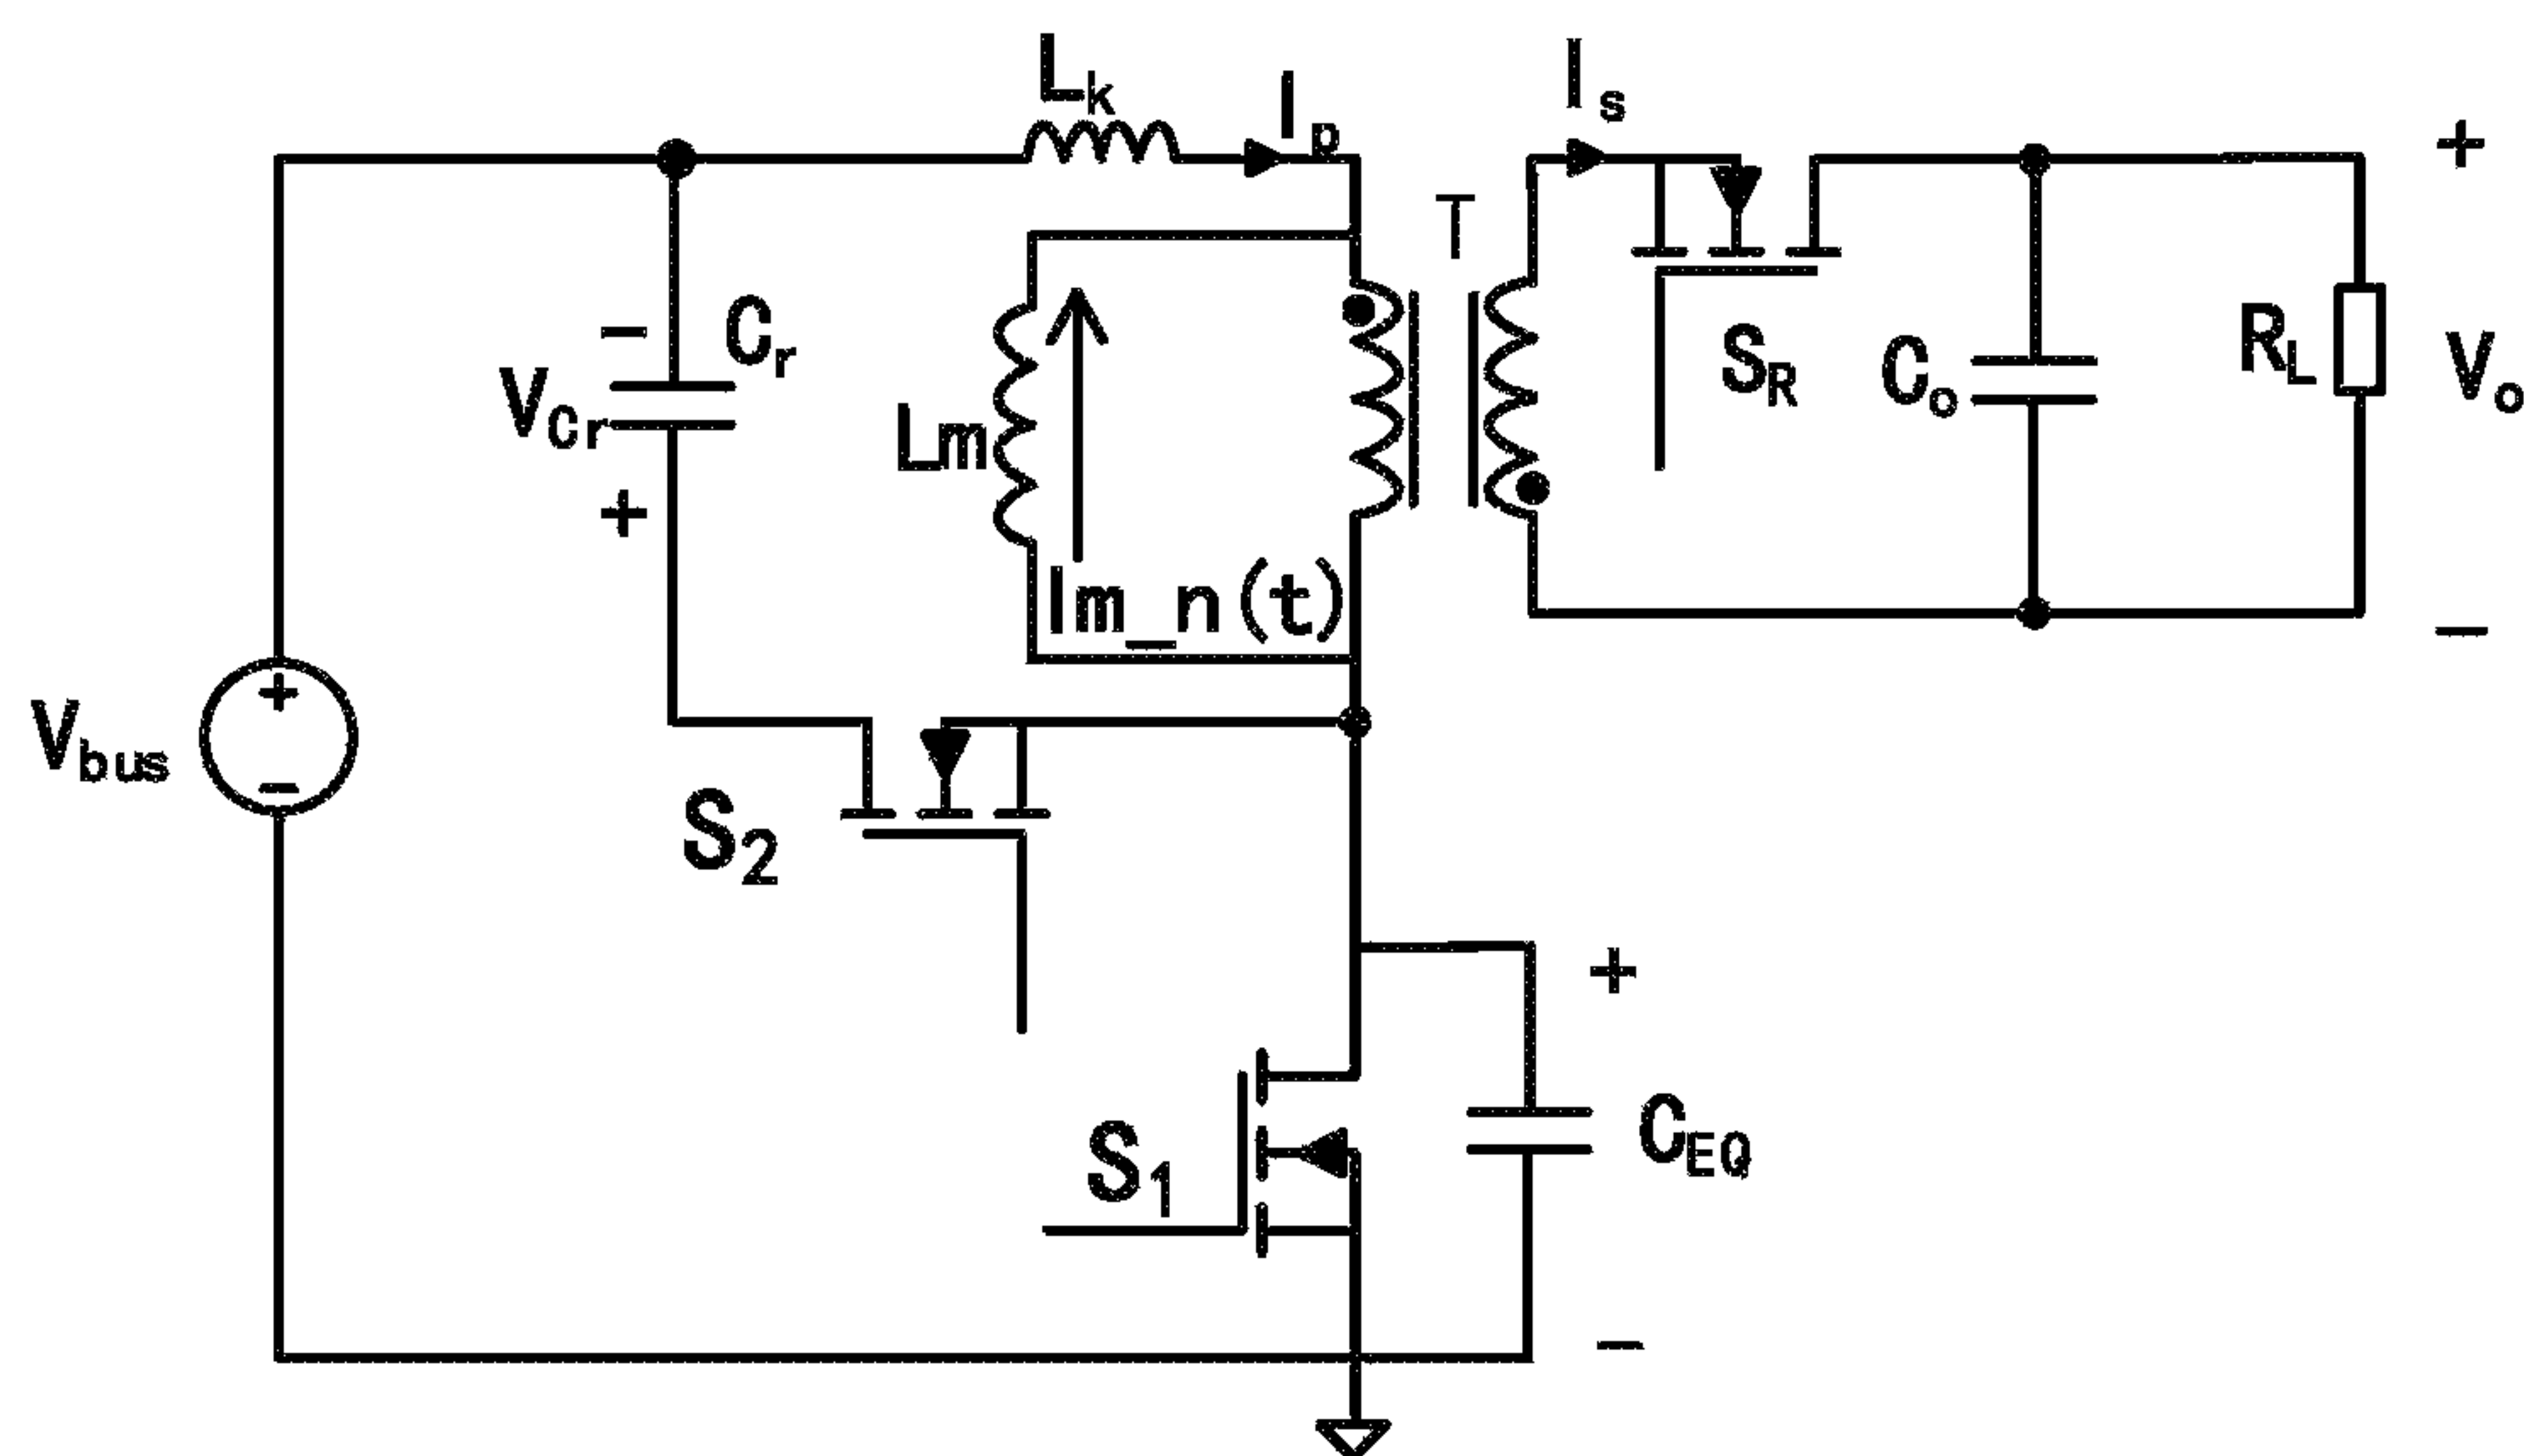 Lk
Ip
Is
+
T
− Cr
VCr
+
Lm
Im_n(t)
SR
Co
RL
Vo
−
Vbus
+
−
S2
+
S1
CEQ
−